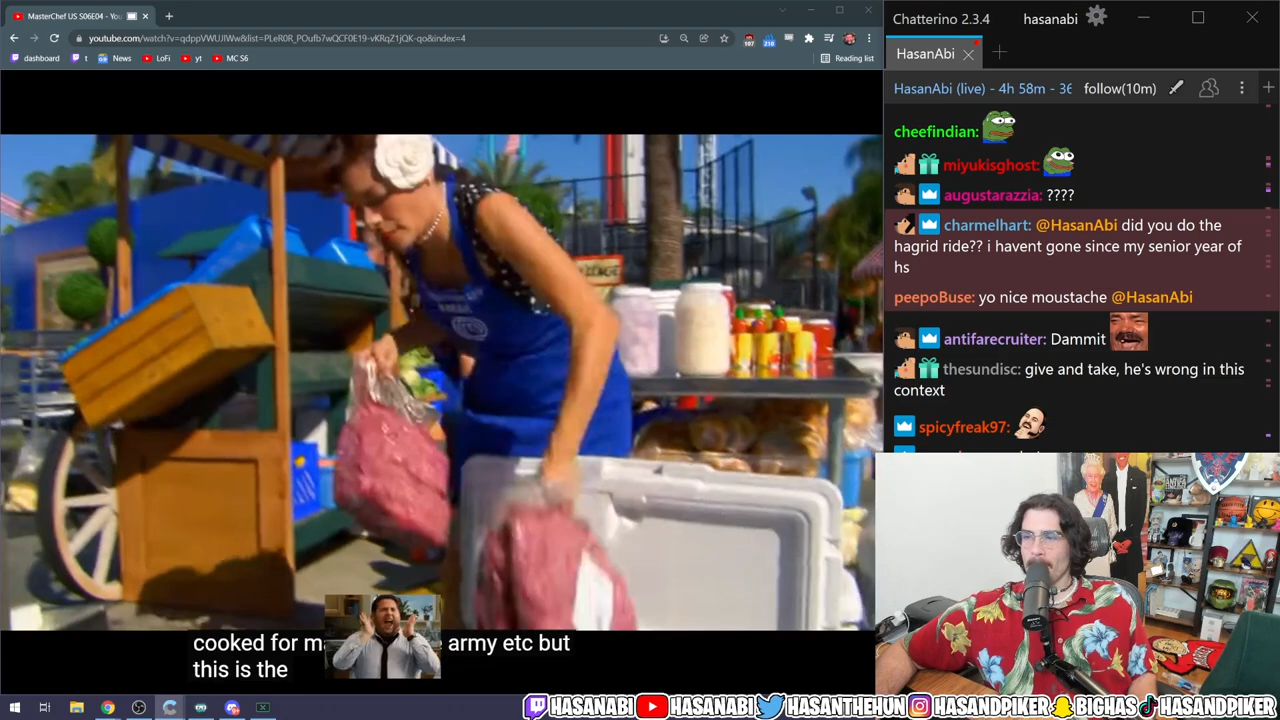 MasterChef US S06E04 - You
youtube.com/watch?v=qdppVWUJlWw&list=PLeR0R_POufb7wQCF0E19-vKRqZ1jQK-qo&index=4
107
210
dashboard
t
News
LoFi
yt
MC S6
Reading list
cooked for m
army etc but
this is the
Chatterino 2.3.4
hasanabi
HasanAbi
HasanAbi (live) - 4h 58m - 36
follow(10m)
cheefindian:
miyukisghost:
augustarazzia: ????
charmelhart: @HasanAbi did you do the
hagrid ride?? i havent gone since my senior year of
hs
peepoBuse: yo nice moustache @HasanAbi
antifarecruiter: Dammit
thesundisc: give and take, he's wrong in this
context
spicyfreak97:
HASANABI HASANABI HASANTHEHUN HASANDPIKER BIGHAS HASANDPIKER